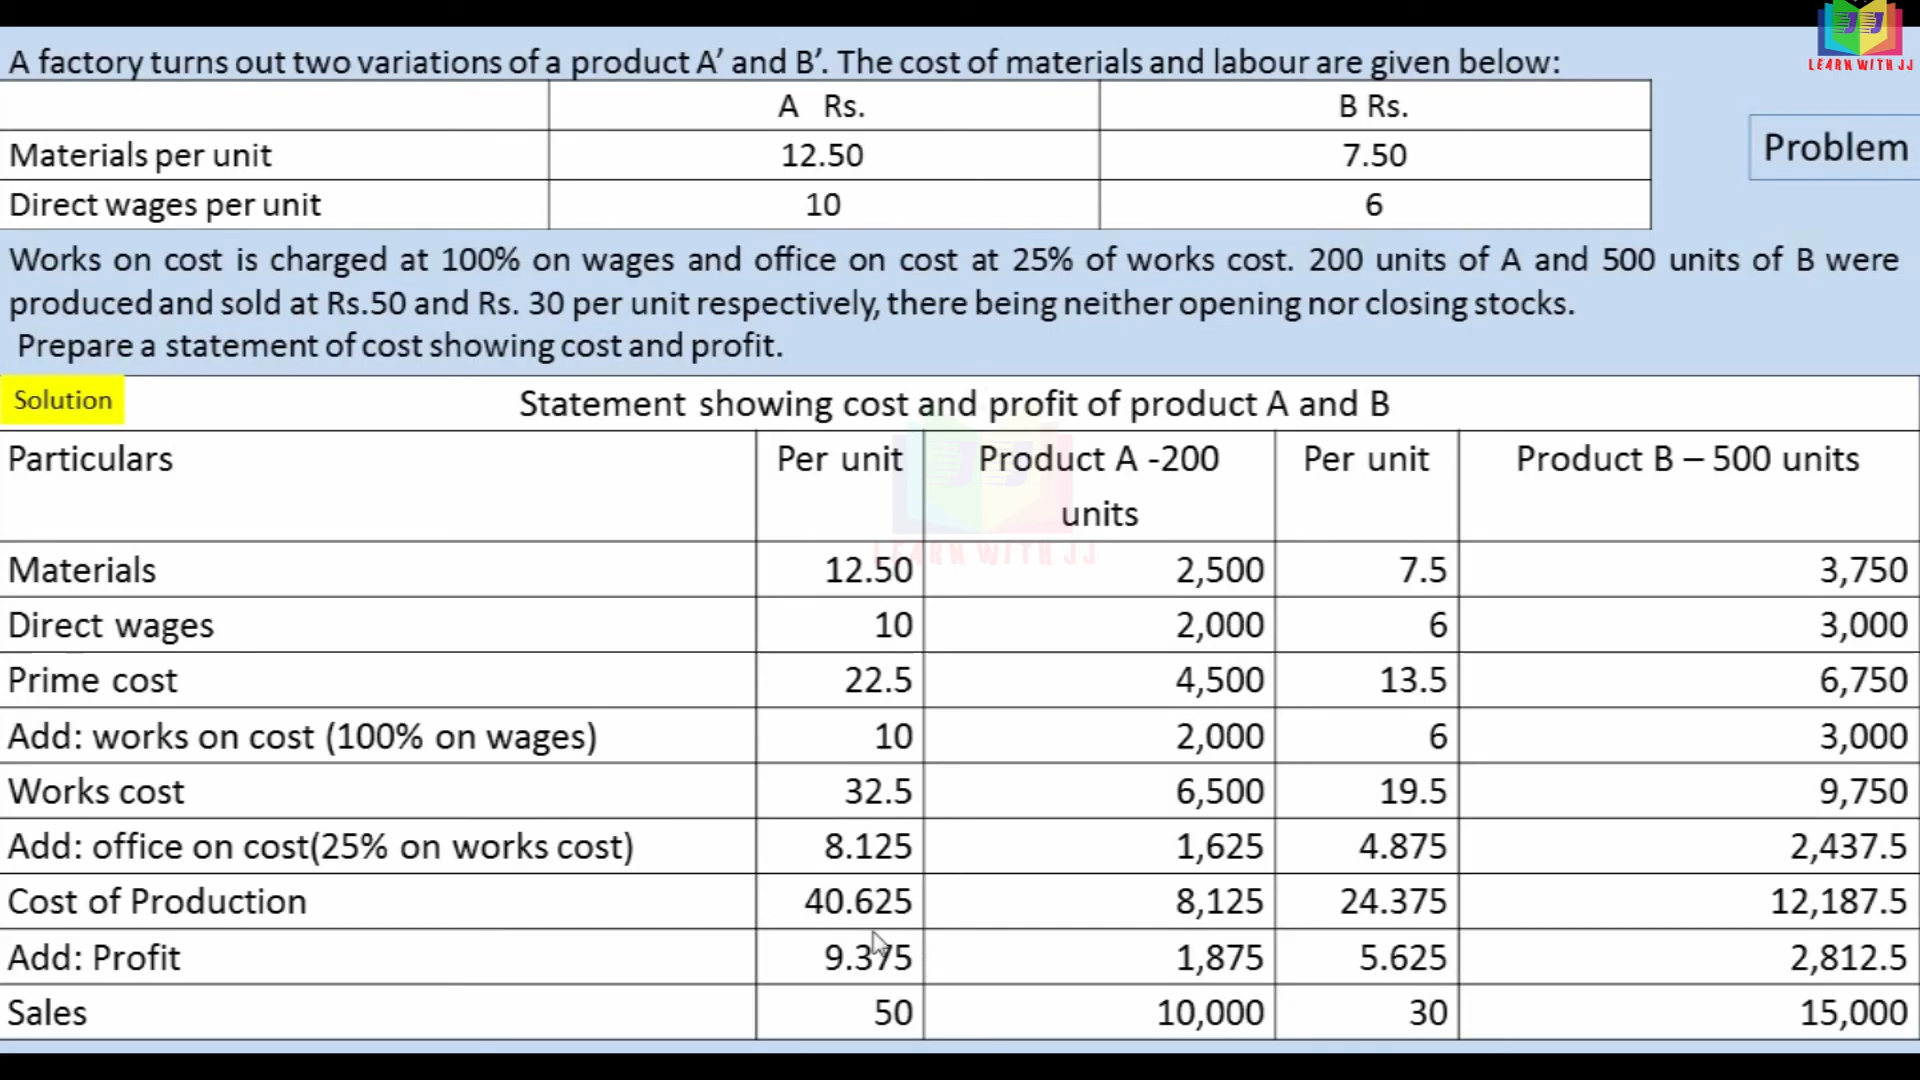 LEARN WITH JJ
A factory turns out two variations of a product A' and B'. The cost of materials and labour are given below:
A Rs. B Rs.
Materials per unit 12.50 7.50
Direct wages per unit 10 6
Problem
Works on cost is charged at 100% on wages and office on cost at 25% of works cost. 200 units of A and 500 units of B were
produced and sold at Rs.50 and Rs. 30 per unit respectively, there being neither opening nor closing stocks.
Prepare a statement of cost showing cost and profit.
Solution
Statement showing cost and profit of product A and B
Particulars Per unit Product A -200 units Per unit Product B – 500 units
Materials 12.50 2,500 7.5 3,750
Direct wages 10 2,000 6 3,000
Prime cost 22.5 4,500 13.5 6,750
Add: works on cost (100% on wages) 10 2,000 6 3,000
Works cost 32.5 6,500 19.5 9,750
Add: office on cost(25% on works cost) 8.125 1,625 4.875 2,437.5
Cost of Production 40.625 8,125 24.375 12,187.5
Add: Profit 9.375 1,875 5.625 2,812.5
Sales 50 10,000 30 15,000
LEARN WITH JJ